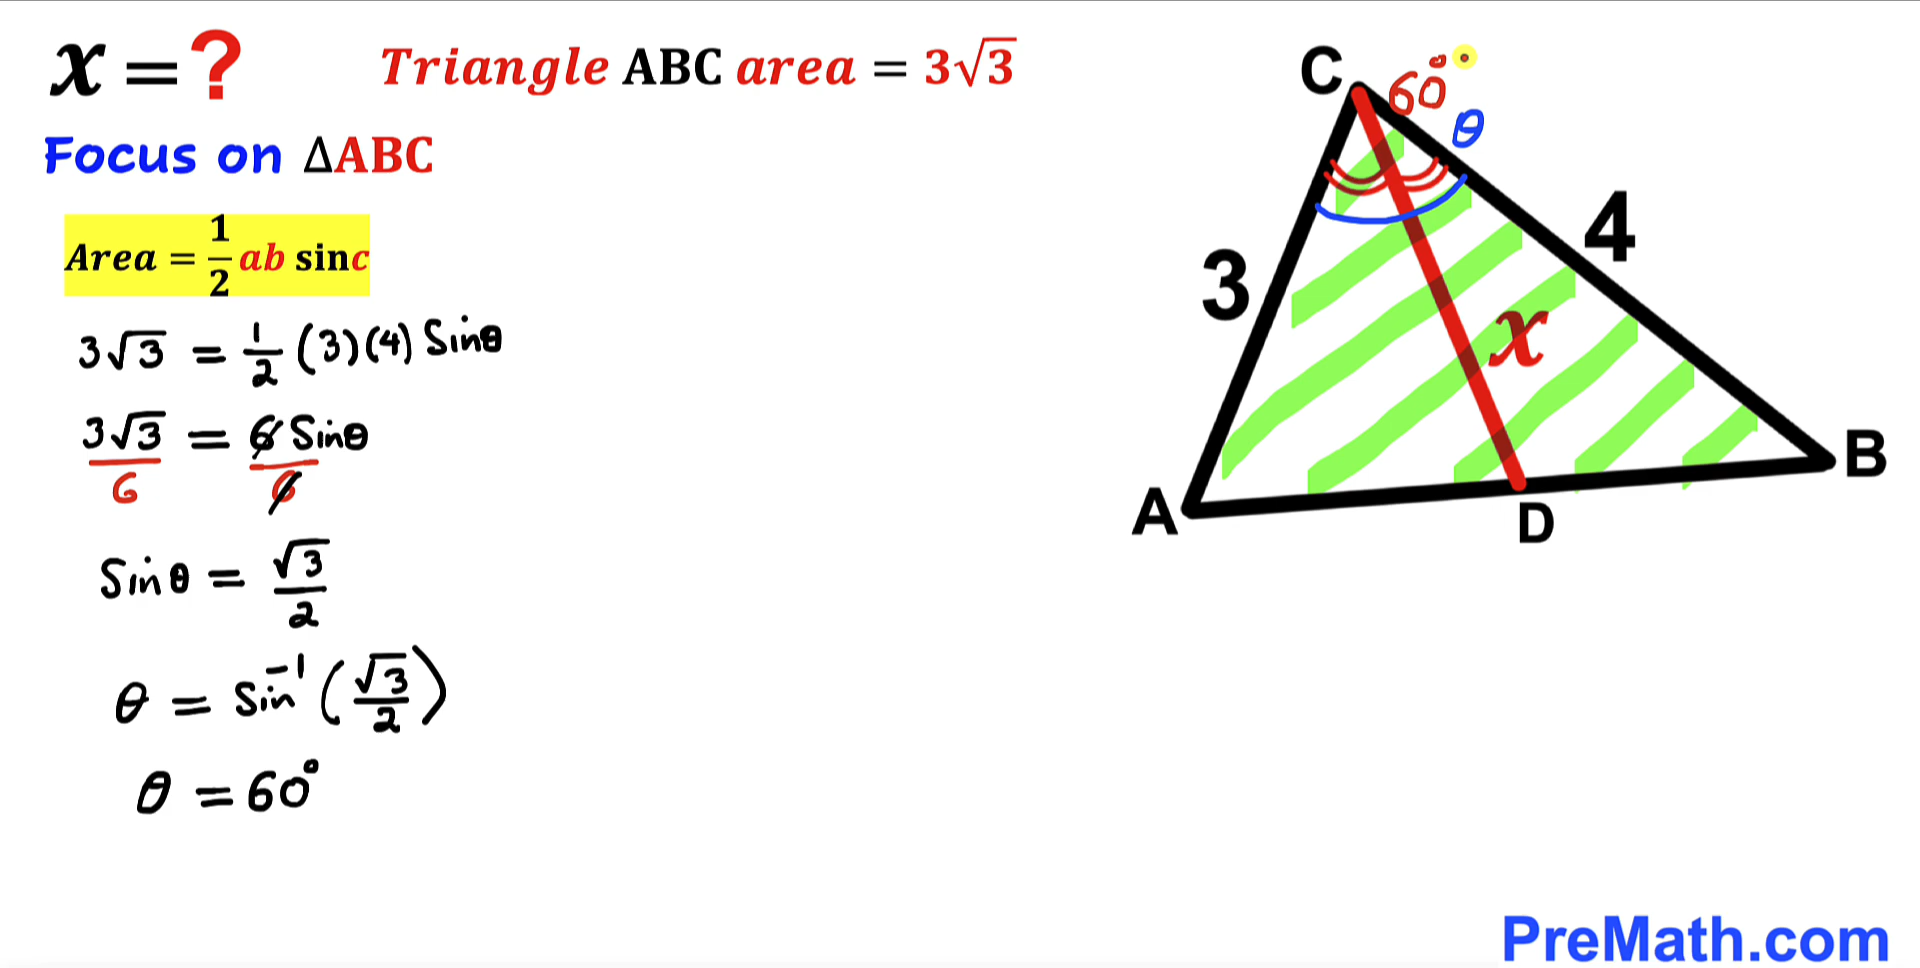 x = ?
Triangle ABC area = 3√3
Focus on ΔABC
Area = 1/2 ab sinc
3√3 = 1/2 (3)(4) Sinθ
3√3/6 = 6 Sinθ/6
Sinθ = √3/2
θ = Sin⁻¹(√3/2)
θ = 60°
C
60°
θ
3
4
x
A
D
B
PreMath.com